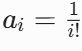 a_i = \frac{1}{i!}